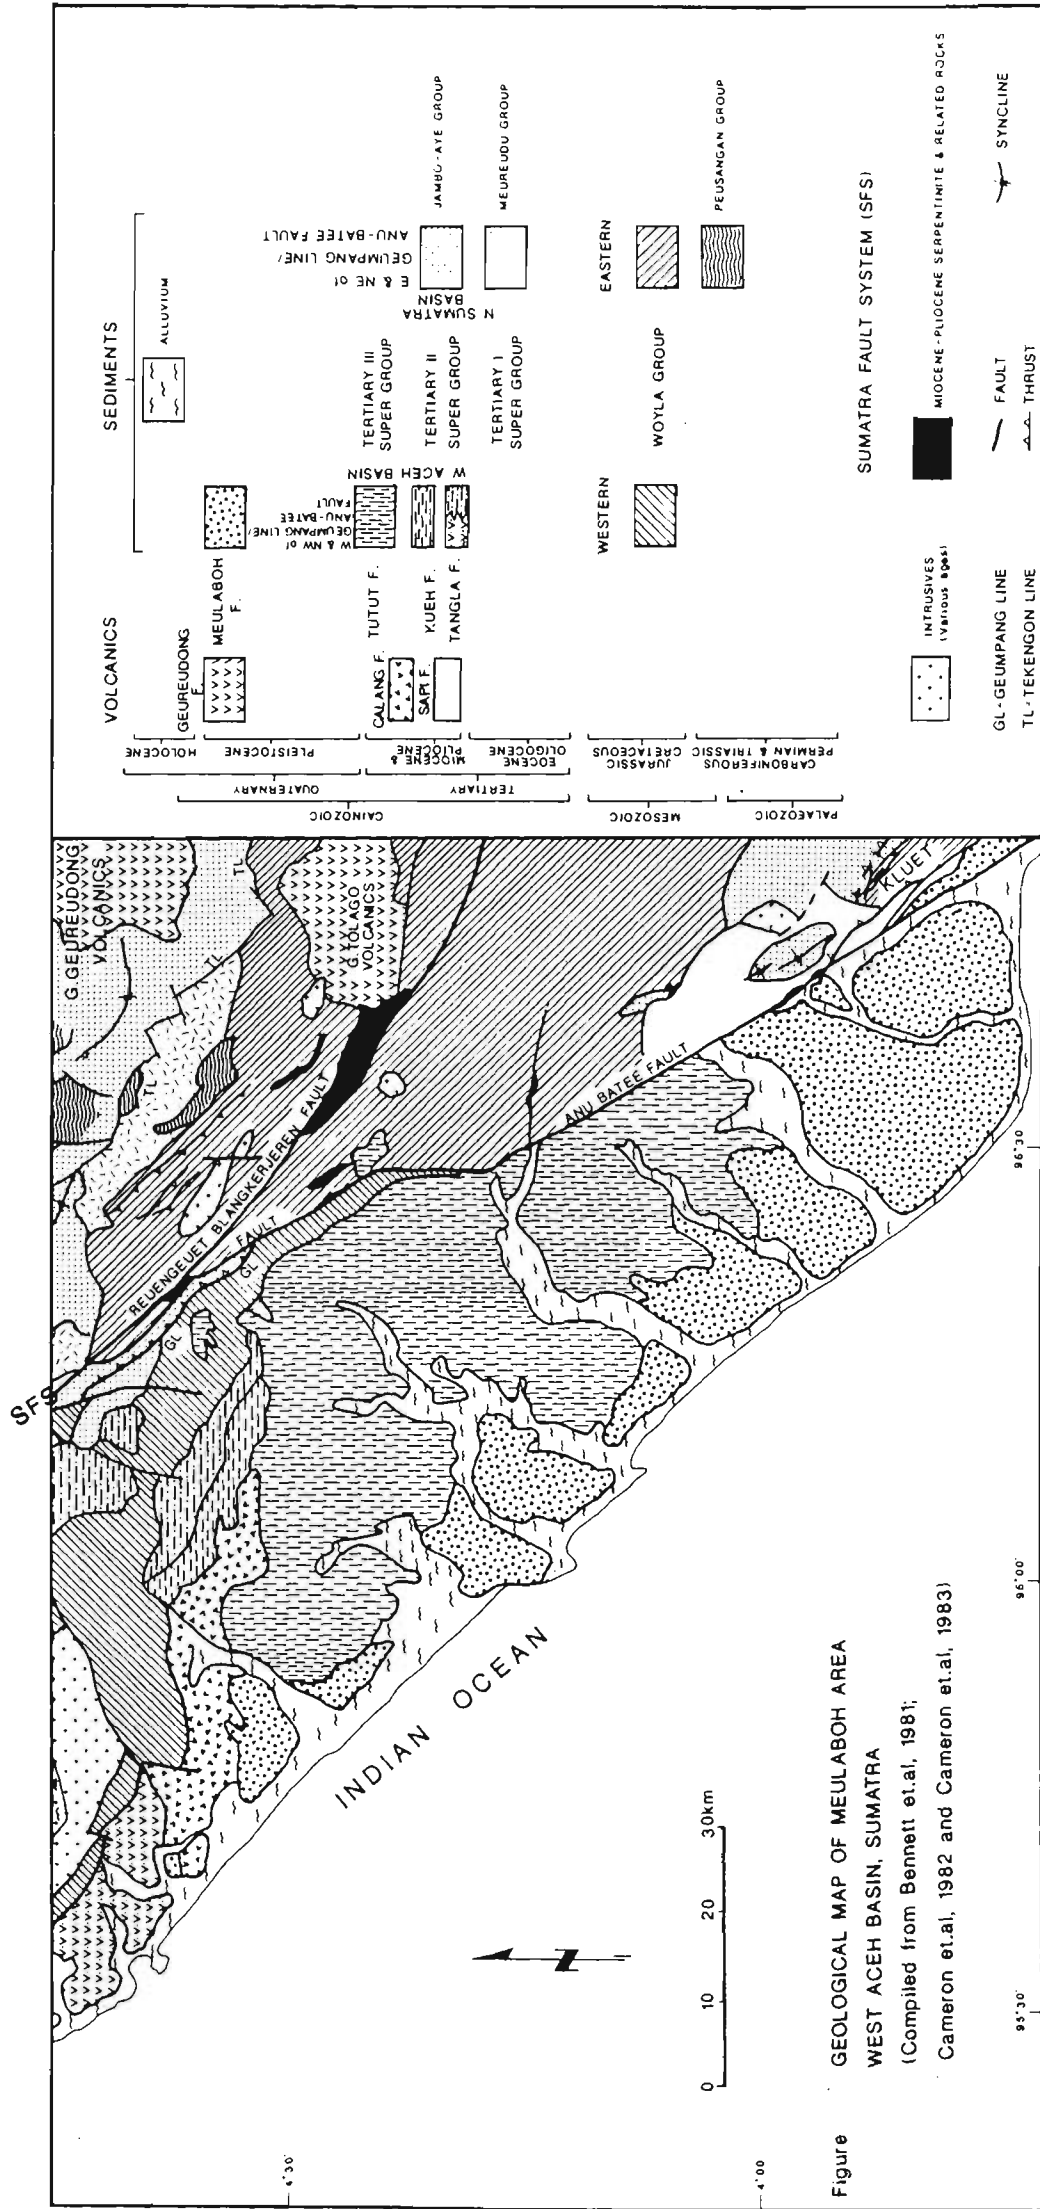 G.GEUREUDONG
VOLCANICS
TL
TL
TL
G.TOLAGO
VOLCANICS
REUENGEUET BLANGKERJEREN FAULT
GL FAULT
GL
SFS
ANU BATEE FAULT
KLUET
INDIAN OCEAN
0 10 20 30km
N
4°30'
4°00'
95°30'
96°00'
96°30'
Figure GEOLOGICAL MAP OF MEULABOH AREA
WEST ACEH BASIN, SUMATRA
(Compiled from Bennett et.al, 1981;
Cameron et.al, 1982 and Cameron et.al, 1983)
VOLCANICS
SEDIMENTS
ALLUVIUM
GEUREUDONG
F.
MEULABOH
F.
W & NW of
GEUMPANG LINE/
ANU-BATEE
FAULT
W ACEH BASIN
E & NE of
GEUMPANG LINE/
ANU-BATEE FAULT
N SUMATRA
BASIN
CALANG F.
TUTUT F.
TERTIARY III
SUPER GROUP
SAPI F.
KUEH F.
TERTIARY II
SUPER GROUP
JAMBO-AYE GROUP
TANGLA F.
TERTIARY I
SUPER GROUP
MEUREUDU GROUP
WESTERN
EASTERN
WOYLA GROUP
PEUSANGAN GROUP
HOLOCENE
PLEISTOCENE
MIOCENE &
PLIOCENE
EOCENE
OLIGOCENE
JURASSIC
CRETACEOUS
CARBONIFEROUS
PERMIAN & TRIASSIC
QUATERNARY
TERTIARY
CAINOZOIC
MESOZOIC
PALAEOZOIC
SUMATRA FAULT SYSTEM (SFS)
INTRUSIVES
(Various ages)
MIOCENE-PLIOCENE SERPENTINITE & RELATED ROCKS
GL-GEUMPANG LINE
TL-TEKENGON LINE
FAULT
THRUST
SYNCLINE